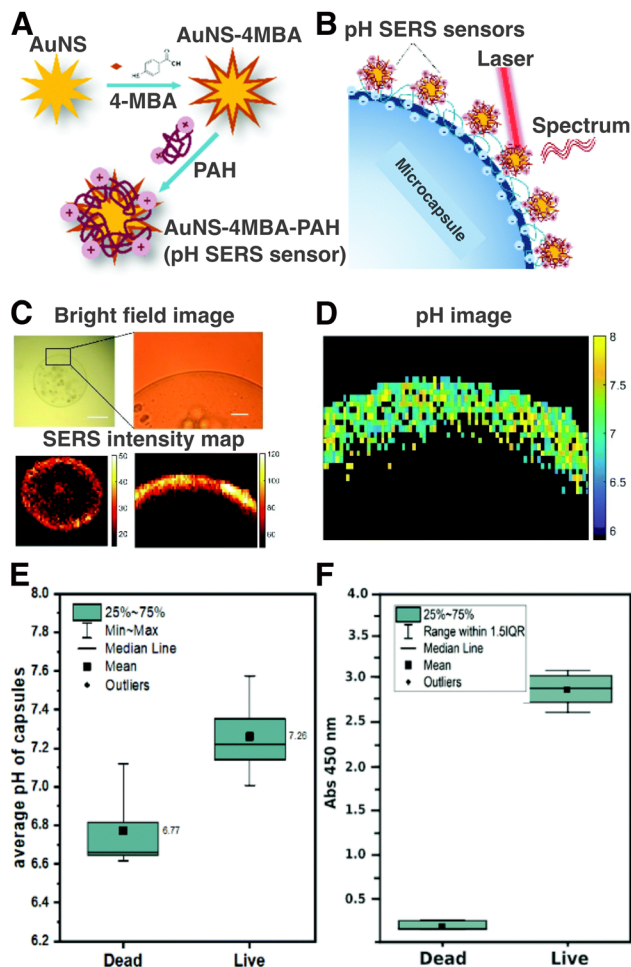 A
AuNS
AuNS-4MBA
HS
OH
4-MBA
PAH
AuNS-4MBA-PAH
(pH SERS sensor)
B
pH SERS sensors
Laser
Spectrum
Microcapsule
C
Bright field image
SERS intensity map
50
40
30
20
120
100
80
60
D
pH image
8
7.5
7
6.5
6
E
8.0
7.8
7.6
7.4
7.2
7.0
6.8
6.6
6.4
6.2
average pH of capsules
25%~75%
Min~Max
Median Line
Mean
Outliers
6.77
7.26
Dead
Live
F
4.0
3.5
3.0
2.5
2.0
1.5
1.0
0.5
Abs 450 nm
25%~75%
Range within 1.5IQR
Median Line
Mean
Outliers
Dead
Live